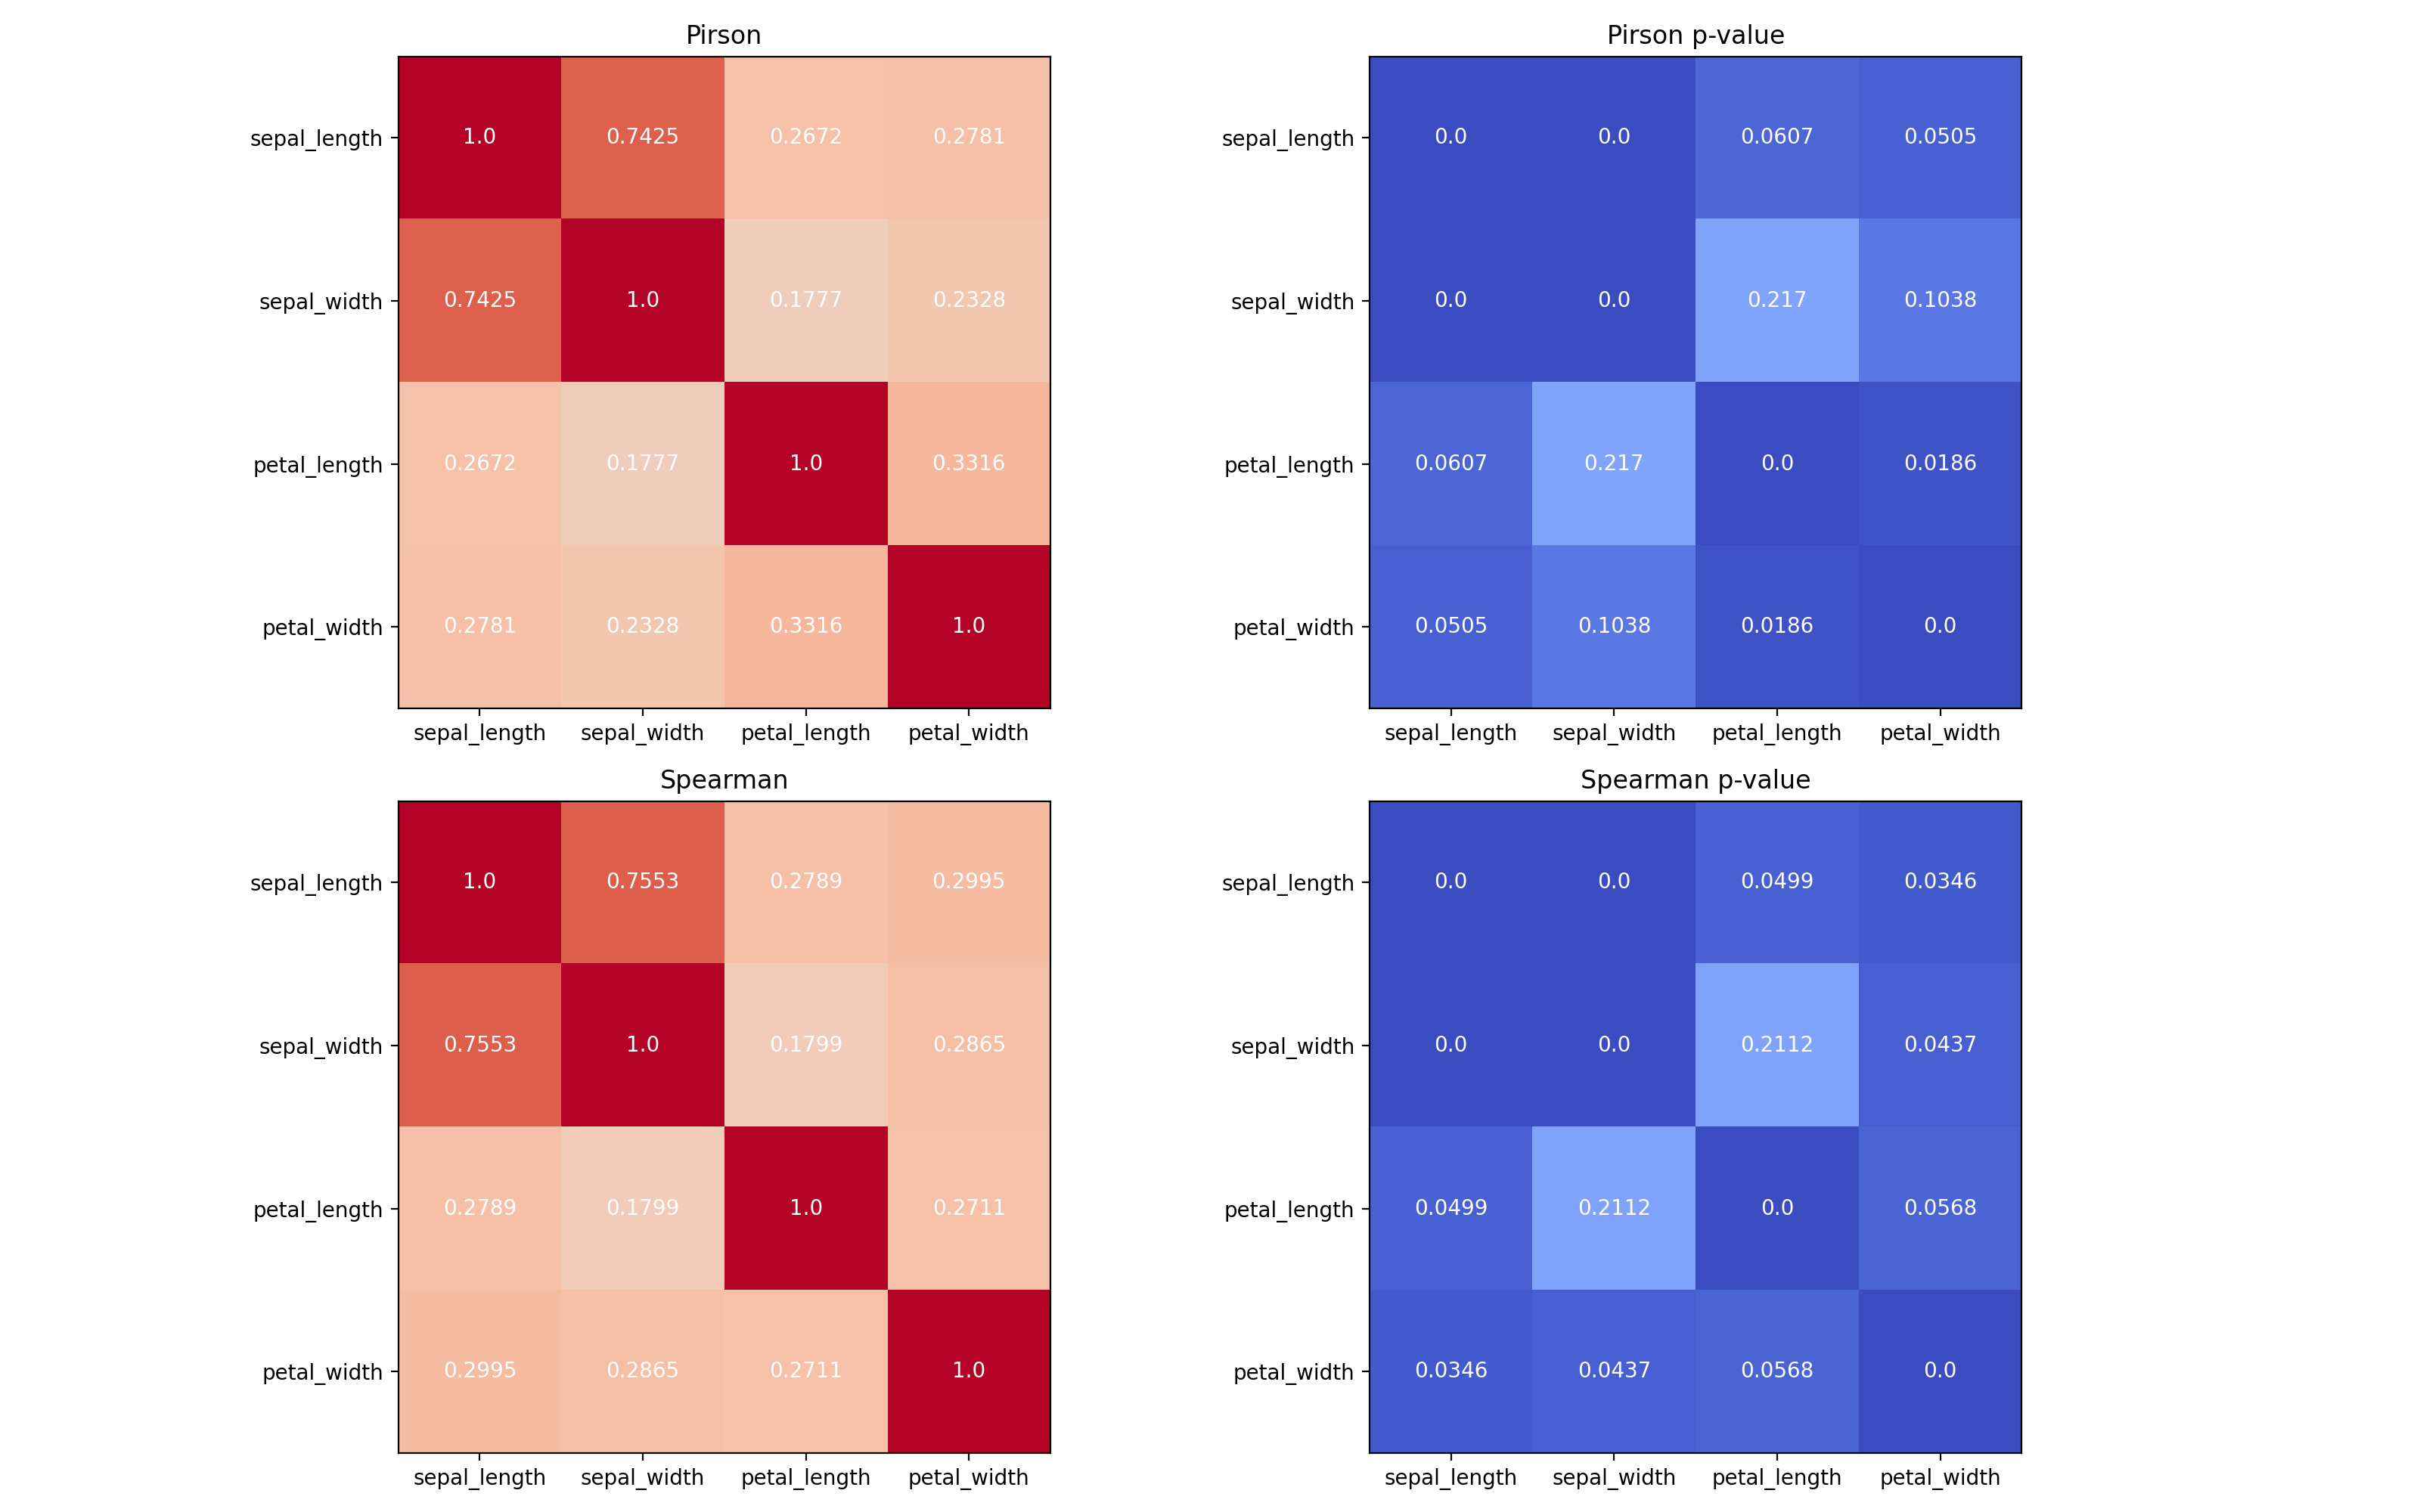 Pirson
sepal_length 1.0 0.7425 0.2672 0.2781
sepal_width 0.7425 1.0 0.1777 0.2328
petal_length 0.2672 0.1777 1.0 0.3316
petal_width 0.2781 0.2328 0.3316 1.0
sepal_length sepal_width petal_length petal_width
Pirson p-value
sepal_length 0.0 0.0 0.0607 0.0505
sepal_width 0.0 0.0 0.217 0.1038
petal_length 0.0607 0.217 0.0 0.0186
petal_width 0.0505 0.1038 0.0186 0.0
sepal_length sepal_width petal_length petal_width
Spearman
sepal_length 1.0 0.7553 0.2789 0.2995
sepal_width 0.7553 1.0 0.1799 0.2865
petal_length 0.2789 0.1799 1.0 0.2711
petal_width 0.2995 0.2865 0.2711 1.0
sepal_length sepal_width petal_length petal_width
Spearman p-value
sepal_length 0.0 0.0 0.0499 0.0346
sepal_width 0.0 0.0 0.2112 0.0437
petal_length 0.0499 0.2112 0.0 0.0568
petal_width 0.0346 0.0437 0.0568 0.0
sepal_length sepal_width petal_length petal_width